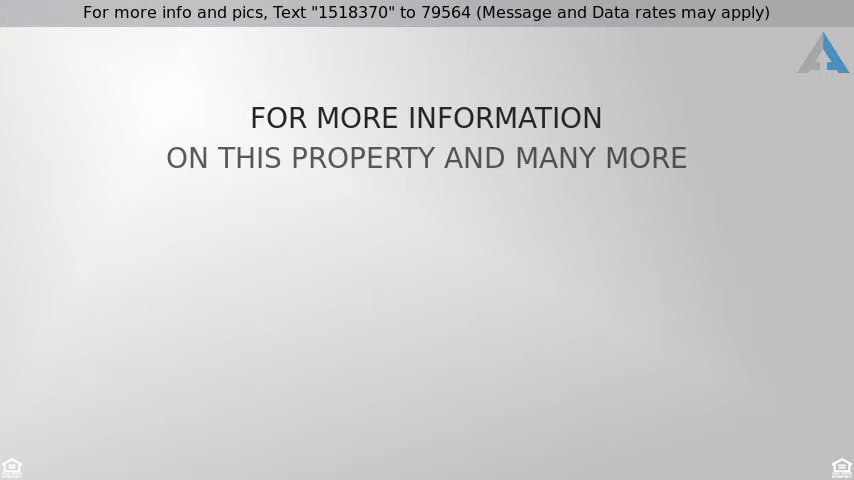 For more info and pics, Text "1518370" to 79564 (Message and Data rates may apply)
FOR MORE INFORMATION
ON THIS PROPERTY AND MANY MORE